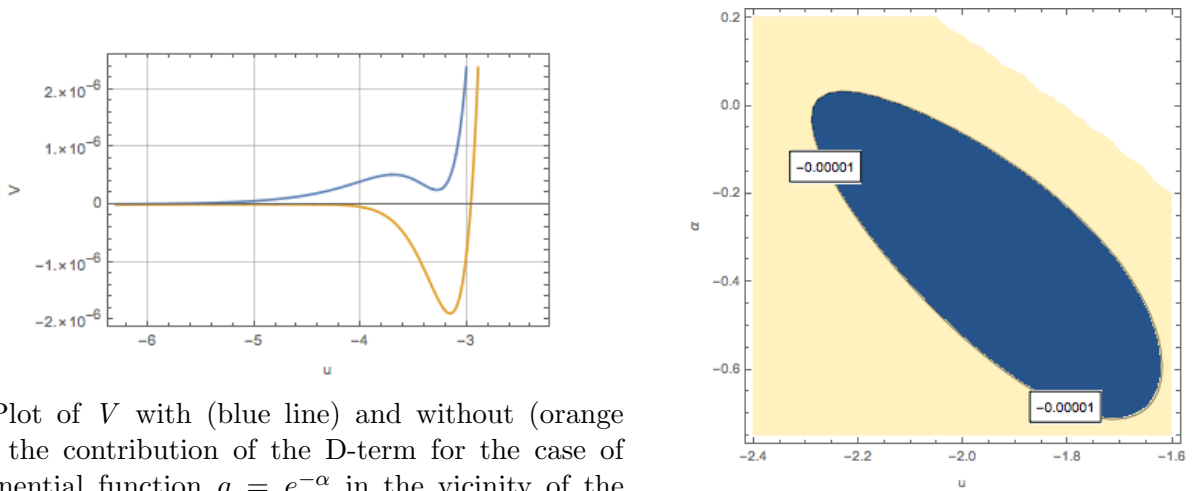 2.×10⁻⁶
1.×10⁻⁶
0
−1.×10⁻⁶
−2.×10⁻⁶
V
−6 −5 −4 −3
u
Plot of V with (blue line) and without (orange
the contribution of the D-term for the case of
nential function a = e^{−α} in the vicinity of the
0.2
0.0
−0.2
−0.4
−0.6
α
−0.00001
−0.00001
−2.4 −2.2 −2.0 −1.8 −1.6
u